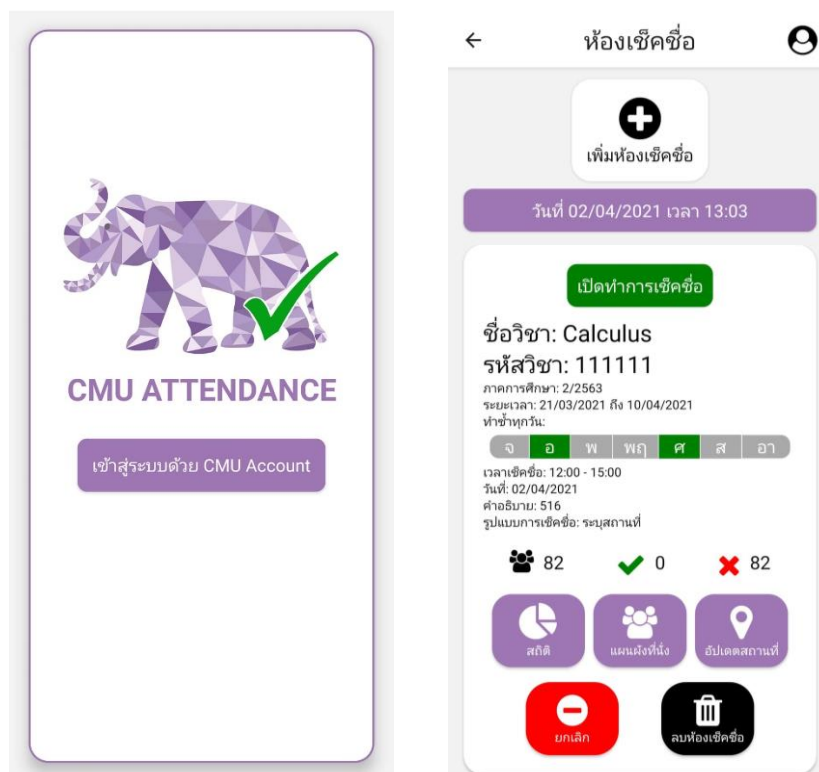 CMU ATTENDANCE
เข้าสู่ระบบด้วย CMU Account
ห้องเช็คชื่อ
เพิ่มห้องเช็คชื่อ
วันที่ 02/04/2021 เวลา 13:03
เปิดทำการเช็คชื่อ
ชื่อวิชา: Calculus
รหัสวิชา: 111111
ภาคการศึกษา: 2/2563
ระยะเวลา: 21/03/2021 ถึง 10/04/2021
ทำซ้ำทุกวัน:
จ อ พ พฤ ศ ส อา
เวลาเช็คชื่อ: 12:00 - 15:00
วันที่: 02/04/2021
คำอธิบาย: 516
รูปแบบการเช็คชื่อ: ระบุสถานที่
82 0 82
สถิติ แผนผังที่นั่ง อัปเดตสถานที่
ยกเลิก ลบห้องเช็คชื่อ